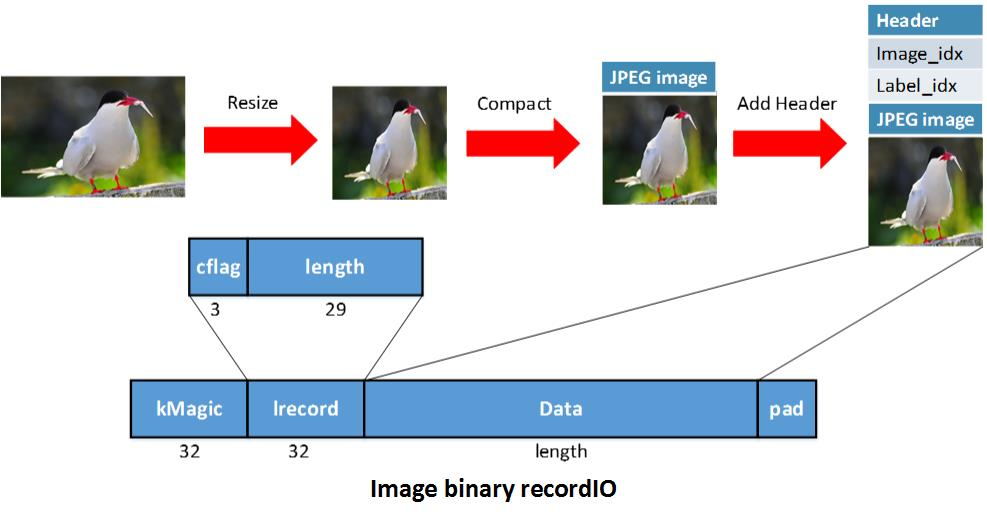 Header
Image_idx
Label_idx
JPEG image
JPEG image
Resize
Compact
Add Header
cflag
length
3
29
kMagic
lrecord
Data
pad
32
32
length
Image binary recordIO